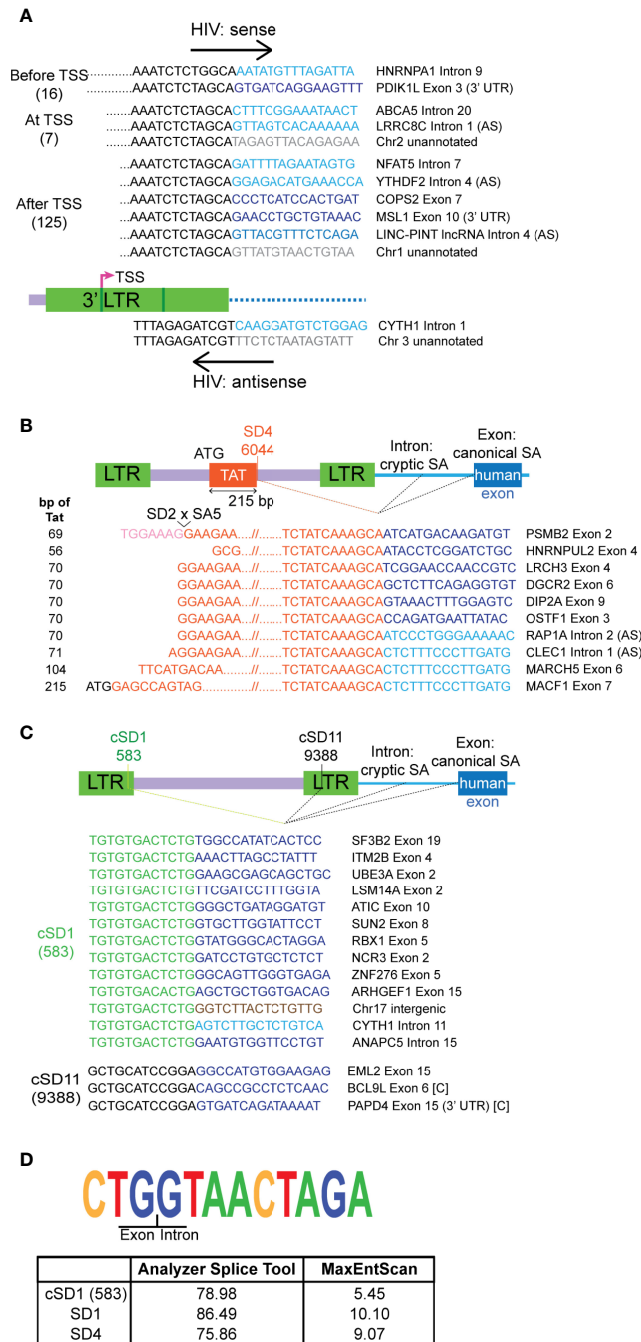 A
HIV: sense
Before TSS
(16)
...............AAATCTCTGGCAAATATGTTTAGATTA HNRNPA1 Intron 9
...............AAATCTCTAGCAGTGATCAGGAAGTTT PDIK1L Exon 3 (3' UTR)
At TSS
(7)
......AAATCTCTAGCACTTTCGGAAATAACT ABCA5 Intron 20
......AAATCTCTAGCAGTTAGTCACAAAAAA LRRC8C Intron 1 (AS)
......AAATCTCTAGCATAGAGTTACAGAGAA Chr2 unannotated
After TSS
(125)
...AAATCTCTAGCAGATTTTAGAATAGTG NFAT5 Intron 7
...AAATCTCTAGCAGGAGACATGAAACCA YTHDF2 Intron 4 (AS)
...AAATCTCTAGCACCCTCATCCACTGAT COPS2 Exon 7
...AAATCTCTAGCAGAACCTGCTGTAAAC MSL1 Exon 10 (3' UTR)
...AAATCTCTAGCAGTTACGTTTCTCAGA LINC-PINT lncRNA Intron 4 (AS)
...AAATCTCTAGCAGTTATGTAACTGTAA Chr1 unannotated
TSS
3' LTR
TTTAGAGATCGTCAAGGATGTCTGGAG CYTH1 Intron 1
TTTAGAGATCGTTTCTCTAATAGTATT Chr 3 unannotated
HIV: antisense
B
SD4
6044
ATG
Intron:
cryptic SA
Exon:
canonical SA
LTR TAT LTR human
exon
215 bp
bp of
Tat
SD2 x SA5
69 TGGAAAGGAAGAA...//.......TCTATCAAAGCAATCATGACAAGATGT PSMB2 Exon 2
56 GCG...//.......TCTATCAAAGCAATACCTCGGATCTGC HNRNPUL2 Exon 4
70 GGAAGAA...//.......TCTATCAAAGCATCGGAACCAACCGTC LRCH3 Exon 4
70 GGAAGAA...//.......TCTATCAAAGCAGCTCTTCAGAGGTGT DGCR2 Exon 6
70 GGAAGAA...//.......TCTATCAAAGCAGTAAACTTTGGAGTC DIP2A Exon 9
70 GGAAGAA...//.......TCTATCAAAGCACCAGATGAATTATAC OSTF1 Exon 3
70 GGAAGAA...//.......TCTATCAAAGCAATCCCTGGGAAAAAC RAP1A Intron 2 (AS)
71 AGGAAGAA...//.......TCTATCAAAGCACTCTTTCCCTTGATG CLEC1 Intron 1 (AS)
104 TTCATGACAA...//.......TCTATCAAAGCACTCTTTCCCTTGATG MARCH5 Exon 6
215 ATGGAGCCAGTAG............//.......TCTATCAAAGCACTCTTTCCCTTGATG MACF1 Exon 7
C
cSD1
583
cSD11
9388
Intron:
cryptic SA
Exon:
canonical SA
LTR LTR human
exon
cSD1
(583)
TGTGTGACTCTGTGGCCATATCACTCC SF3B2 Exon 19
TGTGTGACTCTGAAACTTAGCCTATTT ITM2B Exon 4
TGTGTGACTCTGGAAGCGAGCAGCTGC UBE3A Exon 2
TGTGTGACTCTGTTCGATCCTTTGGTA LSM14A Exon 2
TGTGTGACTCTGGGGCTGATAGGATGT ATIC Exon 10
TGTGTGACTCTGGTGCTTGGTATTCCT SUN2 Exon 8
TGTGTGACTCTGGTATGGGCACTAGGA RBX1 Exon 5
TGTGTGACTCTGGATCCTGTGCTCTCT NCR3 Exon 2
TGTGTGACTCTGGGCAGTTGGGTGAGA ZNF276 Exon 5
TGTGTGACACTGAGCTGCTGGTGACAG ARHGEF1 Exon 15
TGTGTGACTCTGGGTCTTACTCTGTTG Chr17 intergenic
TGTGTGACTCTGAGTCTTGCTCTGTCA CYTH1 Intron 11
TGTGTGACTCTGGAATGTGGTTCCTGT ANAPC5 Intron 15
cSD11
(9388)
GCTGCATCCGGAGGCCATGTGGAAGAG EML2 Exon 15
GCTGCATCCGGACAGCCGCCTCTCAAC BCL9L Exon 6 [C]
GCTGCATCCGGAGTGATCAGATAAAAT PAPD4 Exon 15 (3' UTR) [C]
D
CTGGTAACTAGA
Exon Intron
Analyzer Splice Tool MaxEntScan
cSD1 (583) 78.98 5.45
SD1 86.49 10.10
SD4 75.86 9.07